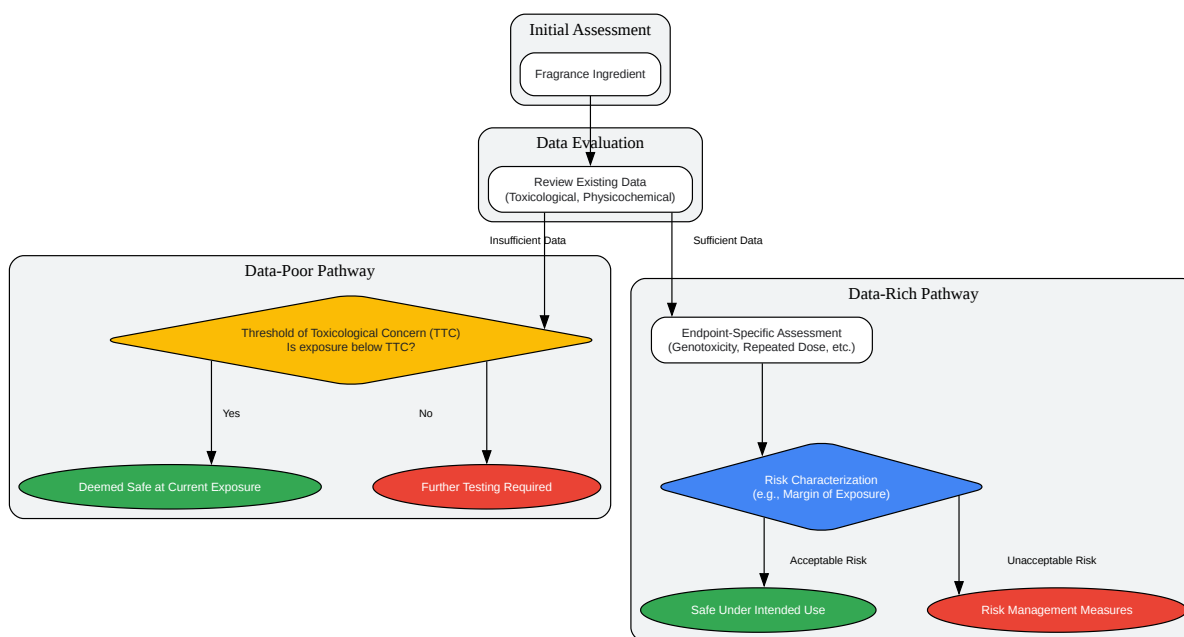 Initial Assessment
Fragrance Ingredient
Data Evaluation
Review Existing Data
(Toxicological, Physicochemical)
Insufficient Data
Sufficient Data
Data-Poor Pathway
Threshold of Toxicological Concern (TTC)
Is exposure below TTC?
Yes
No
Deemed Safe at Current Exposure
Further Testing Required
Data-Rich Pathway
Endpoint-Specific Assessment
(Genotoxicity, Repeated Dose, etc.)
Risk Characterization
(e.g., Margin of Exposure)
Acceptable Risk
Unacceptable Risk
Safe Under Intended Use
Risk Management Measures